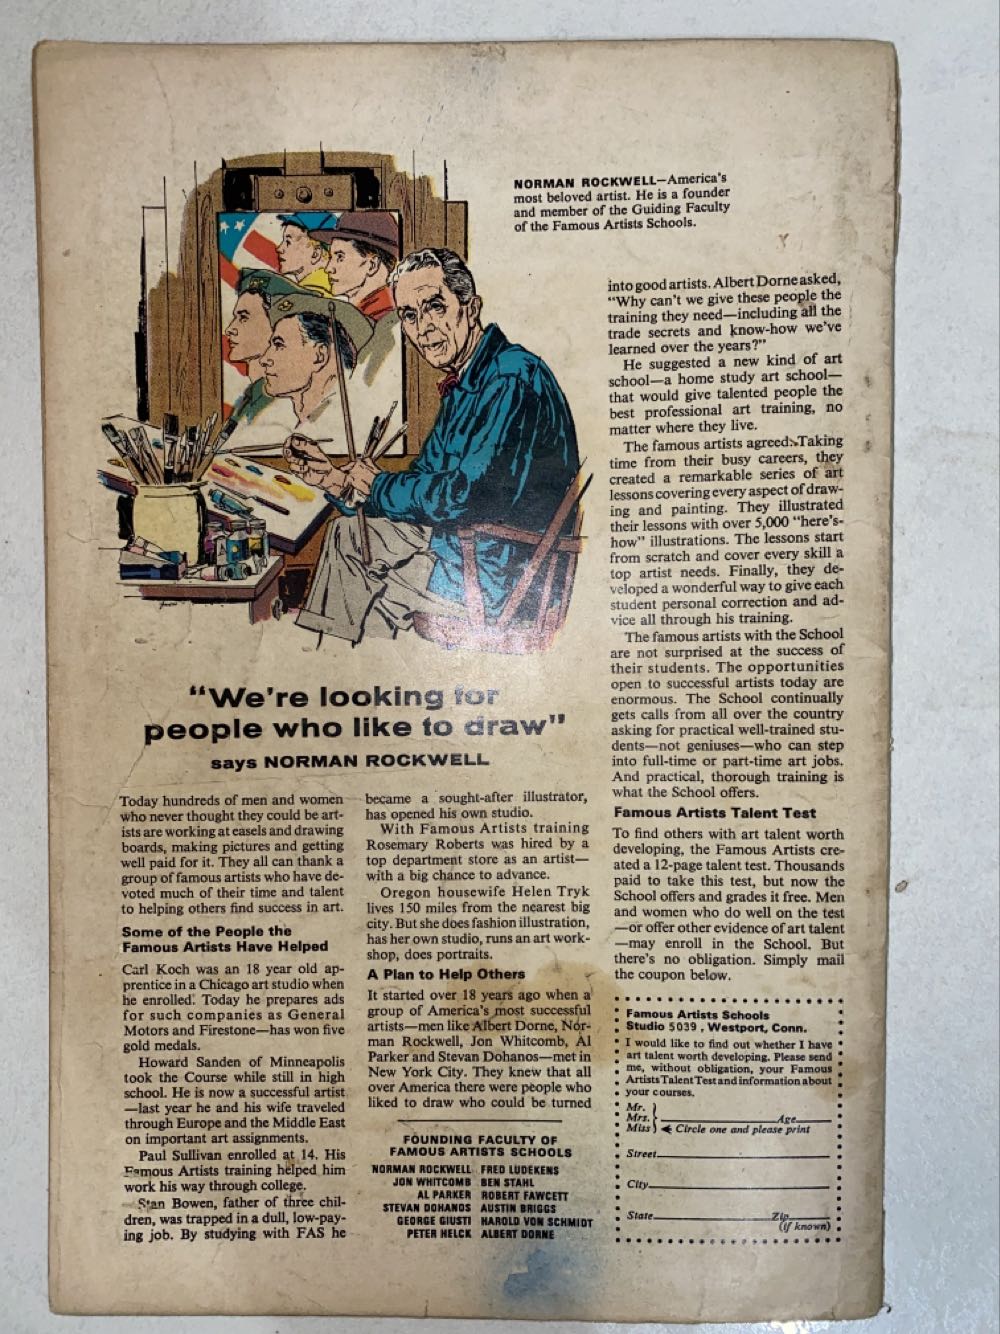 NORMAN ROCKWELL—America's
most beloved artist. He is a founder
and member of the Guiding Faculty
of the Famous Artists Schools.
"We're looking for
people who like to draw"
says NORMAN ROCKWELL
Today hundreds of men and women
who never thought they could be art-
ists are working at easels and drawing
boards, making pictures and getting
well paid for it. They all can thank a
group of famous artists who have de-
voted much of their time and talent
to helping others find success in art.
Some of the People the
Famous Artists Have Helped
Carl Koch was an 18 year old ap-
prentice in a Chicago art studio when
he enrolled. Today he prepares ads
for such companies as General
Motors and Firestone—has won five
gold medals.
Howard Sanden of Minneapolis
took the Course while still in high
school. He is now a successful artist
—last year he and his wife traveled
through Europe and the Middle East
on important art assignments.
Paul Sullivan enrolled at 14. His
Famous Artists training helped him
work his way through college.
Stan Bowen, father of three chil-
dren, was trapped in a dull, low-pay-
ing job. By studying with FAS he
became a sought-after illustrator,
has opened his own studio.
With Famous Artists training
Rosemary Roberts was hired by a
top department store as an artist—
with a big chance to advance.
Oregon housewife Helen Tryk
lives 150 miles from the nearest big
city. But she does fashion illustration,
has her own studio, runs an art work-
shop, does portraits.
A Plan to Help Others
It started over 18 years ago when a
group of America's most successful
artists—men like Albert Dorne, Nor-
man Rockwell, Jon Whitcomb, Al
Parker and Stevan Dohanos—met in
New York City. They knew that all
over America there were people who
liked to draw who could be turned
FOUNDING FACULTY OF
FAMOUS ARTISTS SCHOOLS
NORMAN ROCKWELL FRED LUDEKENS
JON WHITCOMB BEN STAHL
AL PARKER ROBERT FAWCETT
STEVAN DOHANOS AUSTIN BRIGGS
GEORGE GIUSTI HAROLD VON SCHMIDT
PETER HELCK ALBERT DORNE
into good artists. Albert Dorne asked,
"Why can't we give these people the
training they need—including all the
trade secrets and know-how we've
learned over the years?"
He suggested a new kind of art
school—a home study art school—
that would give talented people the
best professional art training, no
matter where they live.
The famous artists agreed. Taking
time from their busy careers, they
created a remarkable series of art
lessons covering every aspect of draw-
ing and painting. They illustrated
their lessons with over 5,000 "here's-
how" illustrations. The lessons start
from scratch and cover every skill a
top artist needs. Finally, they de-
veloped a wonderful way to give each
student personal correction and ad-
vice all through his training.
The famous artists with the School
are not surprised at the success of
their students. The opportunities
open to successful artists today are
enormous. The School continually
gets calls from all over the country
asking for practical well-trained stu-
dents—not geniuses—who can step
into full-time or part-time art jobs.
And practical, thorough training is
what the School offers.
Famous Artists Talent Test
To find others with art talent worth
developing, the Famous Artists cre-
ated a 12-page talent test. Thousands
paid to take this test, but now the
School offers and grades it free. Men
and women who do well on the test
—or offer other evidence of art talent
—may enroll in the School. But
there's no obligation. Simply mail
the coupon below.
Famous Artists Schools
Studio 5039, Westport, Conn.
I would like to find out whether I have
art talent worth developing. Please send
me, without obligation, your Famous
Artists Talent Test and information about
your courses.
Mr.
Mrs. Age
Miss Circle one and please print
Street
City
State Zip
(if known)